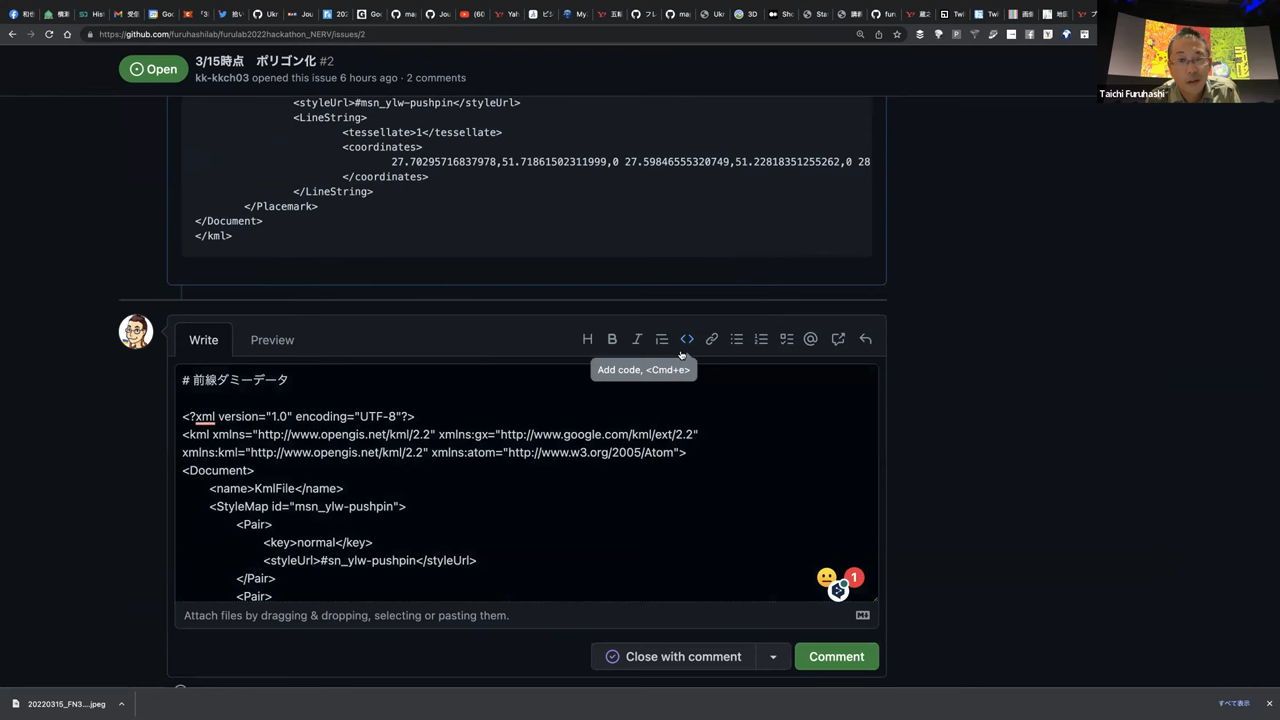 https://github.com/furuhashilab/furulab2022hackathon_NERV/issues/2
Open
3/15時点　ポリゴン化 #2
kk-kkch03 opened this issue 6 hours ago · 2 comments
Taichi Furuhashi
<styleUrl>#msn_ylw-pushpin</styleUrl>
<LineString>
<tessellate>1</tessellate>
<coordinates>
27.70295716837978,51.71861502311999,0 27.59846555320749,51.22818351255262,0 28
</coordinates>
</LineString>
</Placemark>
</Document>
</kml>
Write
Preview
Add code, <Cmd+e>
# 前線ダミーデータ
<?xml version="1.0" encoding="UTF-8"?>
<kml xmlns="http://www.opengis.net/kml/2.2" xmlns:gx="http://www.google.com/kml/ext/2.2"
xmlns:kml="http://www.opengis.net/kml/2.2" xmlns:atom="http://www.w3.org/2005/Atom">
<Document>
<name>KmlFile</name>
<StyleMap id="msn_ylw-pushpin">
<Pair>
<key>normal</key>
<styleUrl>#sn_ylw-pushpin</styleUrl>
</Pair>
<Pair>
1
Attach files by dragging & dropping, selecting or pasting them.
Close with comment
Comment
20220315_FN3....jpeg
すべて表示